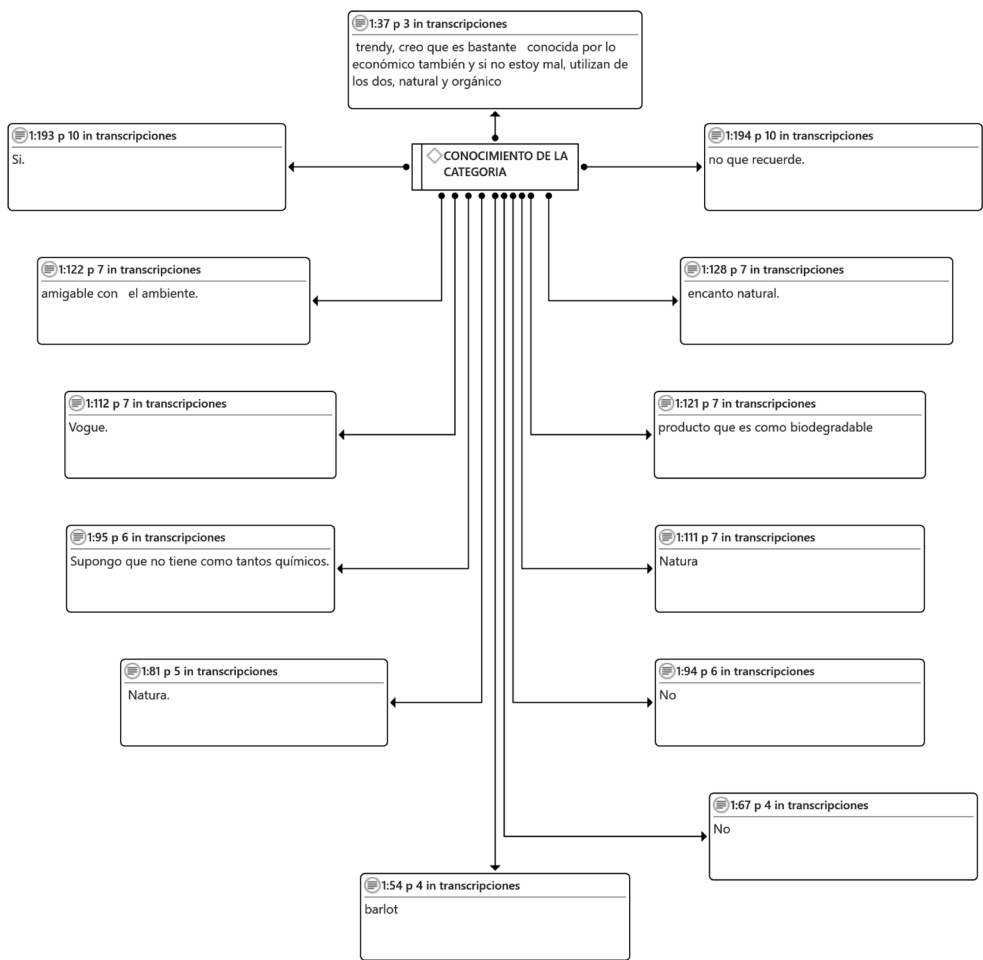 1:37 p 3 in transcripciones
trendy, creo que es bastante conocida por lo
económico también y si no estoy mal, utilizan de
los dos, natural y orgánico
1:193 p 10 in transcripciones
Si.
CONOCIMIENTO DE LA
CATEGORIA
1:194 p 10 in transcripciones
no que recuerde.
1:122 p 7 in transcripciones
amigable con el ambiente.
1:128 p 7 in transcripciones
encanto natural.
1:112 p 7 in transcripciones
Vogue.
1:121 p 7 in transcripciones
producto que es como biodegradable
1:95 p 6 in transcripciones
Supongo que no tiene como tantos químicos.
1:111 p 7 in transcripciones
Natura
1:81 p 5 in transcripciones
Natura.
1:94 p 6 in transcripciones
No
1:67 p 4 in transcripciones
No
1:54 p 4 in transcripciones
barlot